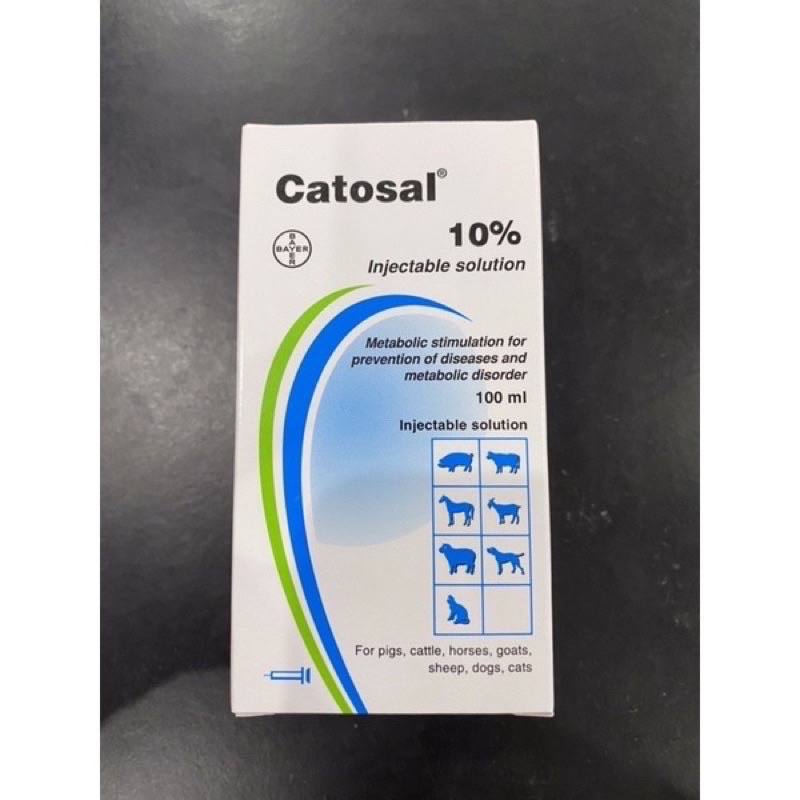 Catosal®
10%
BAYER
BAYER
Injectable solution
Metabolic stimulation for
prevention of diseases and
metabolic disorder
100 ml
Injectable solution
For pigs, cattle, horses, goats,
sheep, dogs, cats